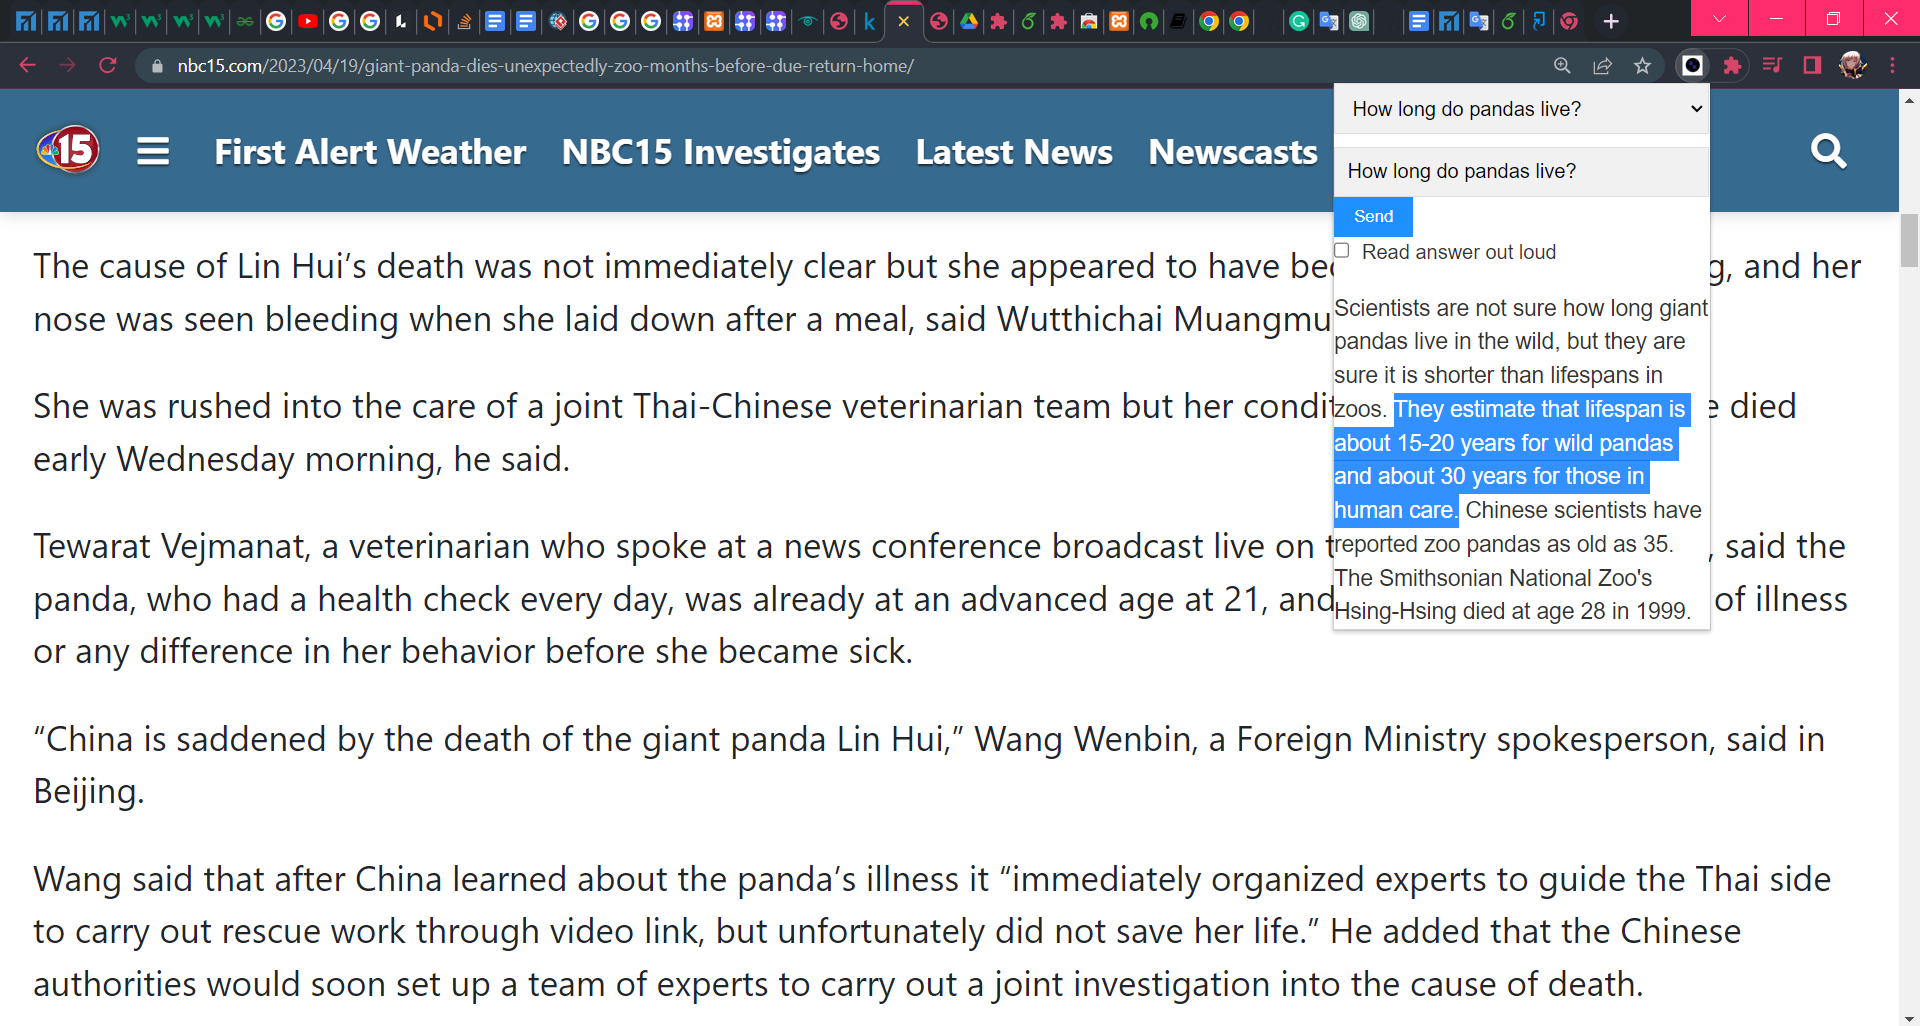 nbc15.com/2023/04/19/giant-panda-dies-unexpectedly-zoo-months-before-due-return-home/
15 First Alert Weather NBC15 Investigates Latest News Newscasts
How long do pandas live?
How long do pandas live?
Send
Read answer out loud
Scientists are not sure how long giant
pandas live in the wild, but they are
sure it is shorter than lifespans in
zoos. They estimate that lifespan is
about 15-20 years for wild pandas
and about 30 years for those in
human care. Chinese scientists have
reported zoo pandas as old as 35.
The Smithsonian National Zoo's
Hsing-Hsing died at age 28 in 1999.
The cause of Lin Hui’s death was not immediately clear but she appeared to have , and her
nose was seen bleeding when she laid down after a meal, said Wutthichai
She was rushed into the care of a joint Thai-Chinese veterinarian team but her died
early Wednesday morning, he said.
Tewarat Vejmanat, a veterinarian who spoke at a news conference broadcast live on , said the
panda, who had a health check every day, was already at an advanced age at 21, and of illness
or any difference in her behavior before she became sick.
“China is saddened by the death of the giant panda Lin Hui,” Wang Wenbin, a Foreign Ministry spokesperson, said in
Beijing.
Wang said that after China learned about the panda’s illness it “immediately organized experts to guide the Thai side
to carry out rescue work through video link, but unfortunately did not save her life.” He added that the Chinese
authorities would soon set up a team of experts to carry out a joint investigation into the cause of death.